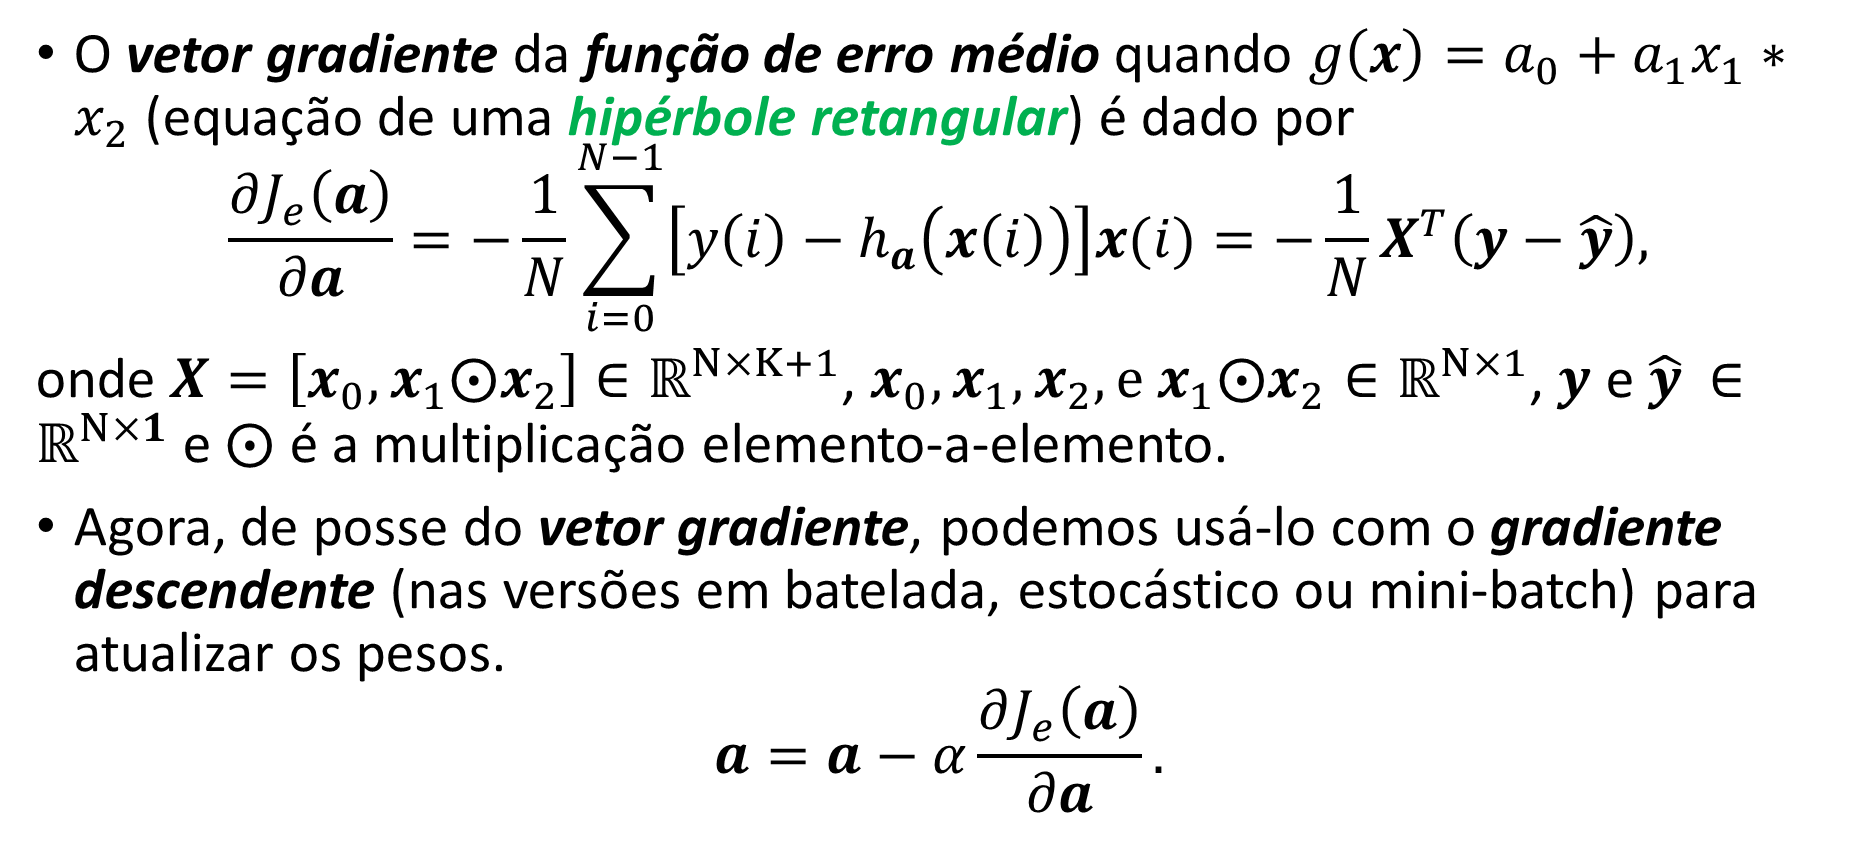 • O vetor gradiente da função de erro médio quando g(x) = a₀ + a₁x₁ ∗
x₂ (equação de uma hipérbole retangular) é dado por
∂Jₑ(a)/∂a = −(1/N) ∑_{i=0}^{N−1} [y(i) − hₐ(x(i))]x(i) = −(1/N) Xᵀ(y − ŷ),
onde X = [x₀, x₁⊙x₂] ∈ ℝ^{N×K+1}, x₀, x₁, x₂, e x₁⊙x₂ ∈ ℝ^{N×1}, y e ŷ ∈
ℝ^{N×1} e ⊙ é a multiplicação elemento-a-elemento.
• Agora, de posse do vetor gradiente, podemos usá-lo com o gradiente
descendente (nas versões em batelada, estocástico ou mini-batch) para
atualizar os pesos.
a = a − α ∂Jₑ(a)/∂a.